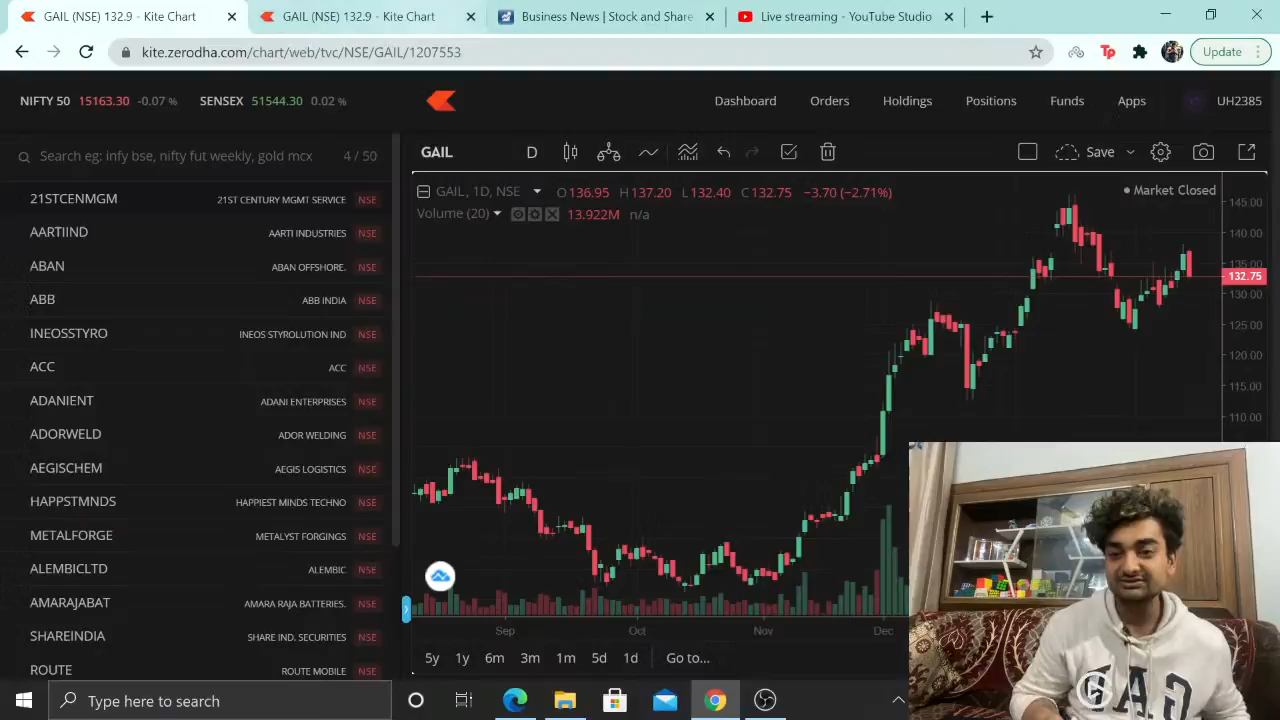 GAIL (NSE) 132.9 - Kite Chart
GAIL (NSE) 132.9 - Kite Chart
Business News | Stock and Share
Live streaming - YouTube Studio
kite.zerodha.com/chart/web/tvc/NSE/GAIL/1207553
Tp
Update
NIFTY 50 15163.30 -0.07 % SENSEX 51544.30 0.02 %
Dashboard Orders Holdings Positions Funds Apps UH2385
Search eg: infy bse, nifty fut weekly, gold mcx 4 / 50
GAIL D Save
21STCENMGM 21ST CENTURY MGMT SERVICE NSE
AARTIIND AARTI INDUSTRIES NSE
ABAN ABAN OFFSHORE. NSE
ABB ABB INDIA NSE
INEOSSTYRO INEOS STYROLUTION IND NSE
ACC ACC NSE
ADANIENT ADANI ENTERPRISES NSE
ADORWELD ADOR WELDING NSE
AEGISCHEM AEGIS LOGISTICS NSE
HAPPSTMNDS HAPPIEST MINDS TECHNO NSE
METALFORGE METALYST FORGINGS NSE
ALEMBICLTD ALEMBIC NSE
AMARAJABAT AMARA RAJA BATTERIES. NSE
SHAREINDIA SHARE IND. SECURITIES NSE
ROUTE ROUTE MOBILE NSE
GAIL, 1D, NSE O 136.95 H 137.20 L 132.40 C 132.75 −3.70 (−2.71%)
Market Closed
Volume (20) 13.922M n/a
145.00
140.00
135.00
132.75
130.00
125.00
120.00
115.00
110.00
Sep Oct Nov Dec
5y 1y 6m 3m 1m 5d 1d Go to...
GAP
Type here to search